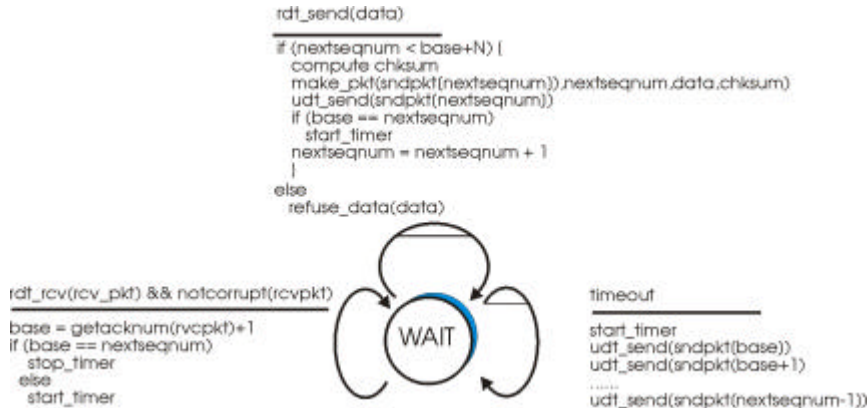 rdt_send(data)
if (nextseqnum < base+N) {
compute chksum
make_pkt(sndpkt(nextseqnum)),nextseqnum,data,chksum)
udt_send(sndpkt(nextseqnum))
if (base == nextseqnum)
start_timer
nextseqnum = nextseqnum + 1
}
else
refuse_data(data)
rdt_rcv(rcv_pkt) && notcorrupt(rcvpkt)
base = getacknum(rvcpkt)+1
if (base == nextseqnum)
stop_timer
else
start_timer
WAIT
timeout
start_timer
udt_send(sndpkt(base))
udt_send(sndpkt(base+1)
......
udt_send(sndpkt(nextseqnum-1))